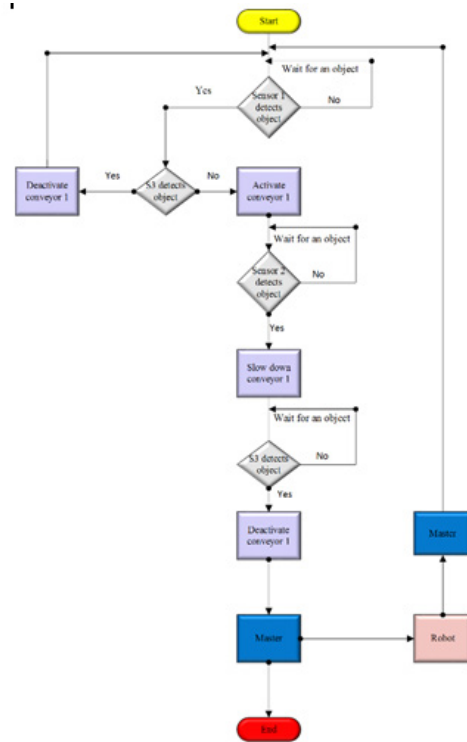 Start
Wait for an object
Sensor 1
detects
object
Yes
No
S3 detects
object
Yes
No
Deactivate
conveyor 1
Activate
conveyor 1
Wait for an object
Sensor 2
detects
object
No
Yes
Slow down
conveyor 1
Wait for an object
S3 detects
object
No
Yes
Deactivate
conveyor 1
Master
Master
Robot
End